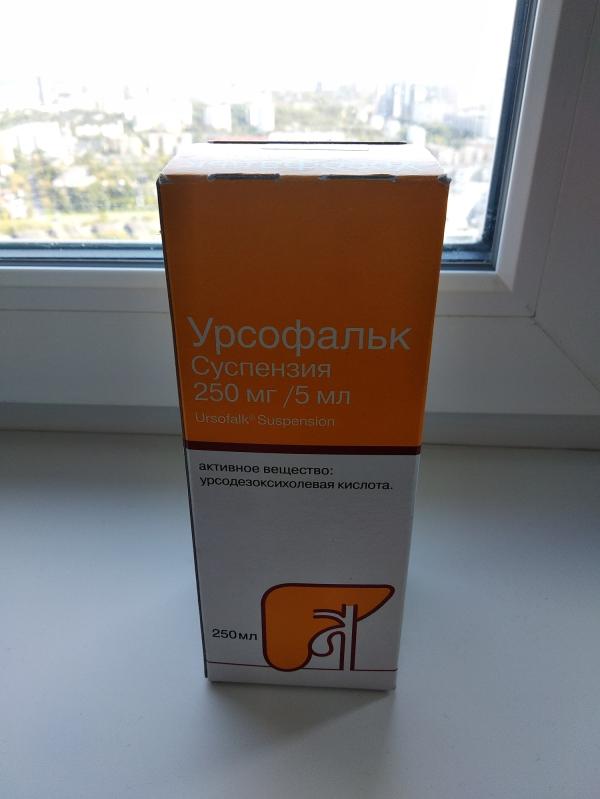 Урсофальк
Суспензия
250 мг /5 мл
Ursofalk® Suspension
активное вещество:
урсодезоксихолевая кислота.
250 мл